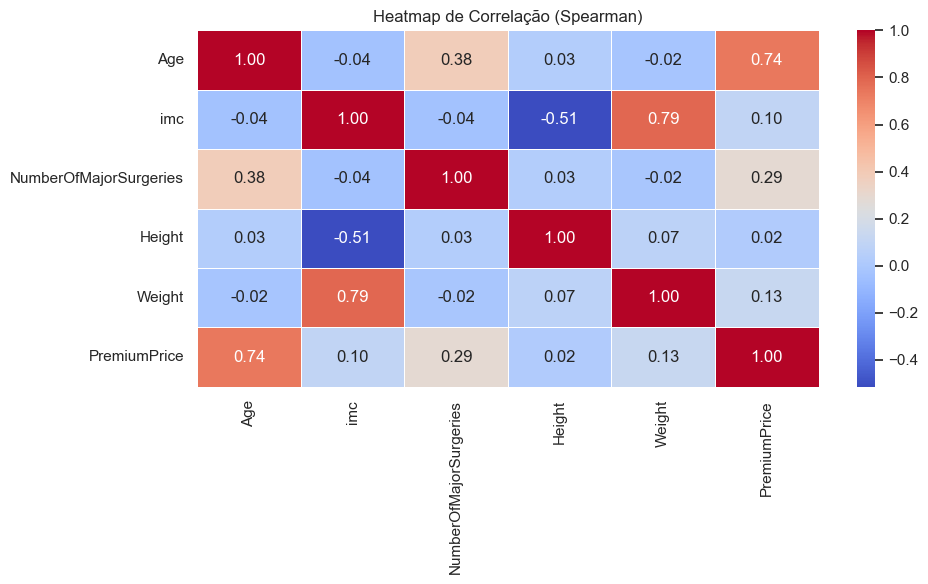 Heatmap de Correlação (Spearman)
Age 1.00 -0.04 0.38 0.03 -0.02 0.74
imc -0.04 1.00 -0.04 -0.51 0.79 0.10
NumberOfMajorSurgeries 0.38 -0.04 1.00 0.03 -0.02 0.29
Height 0.03 -0.51 0.03 1.00 0.07 0.02
Weight -0.02 0.79 -0.02 0.07 1.00 0.13
PremiumPrice 0.74 0.10 0.29 0.02 0.13 1.00
Age
imc
NumberOfMajorSurgeries
Height
Weight
PremiumPrice
1.0
0.8
0.6
0.4
0.2
0.0
−0.2
−0.4